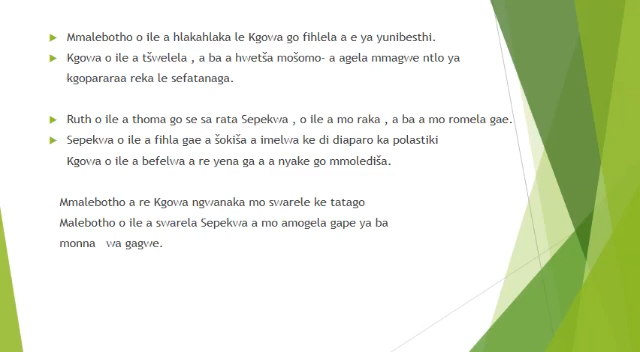 Mmalebotho o ile a hlakahlaka le Kgowa go fihlela a e ya yunibesthi.
Kgowa o ile a tšwelela , a ba a hwetša mošomo- a agela mmagwe ntlo ya
kgopararaa reka le sefatanaga.
Ruth o ile a thoma go se sa rata Sepekwa , o ile a mo raka , a ba a mo romela gae.
Sepekwa o ile a fihla gae a šokiša a imelwa ke di diaparo ka polastiki
Kgowa o ile a befelwa a re yena ga a a nyake go mmolediša.
Mmalebotho a re Kgowa ngwanaka mo swarele ke tatago
Malebotho o ile a swarela Sepekwa a mo amogela gape ya ba
monna wa gagwe.